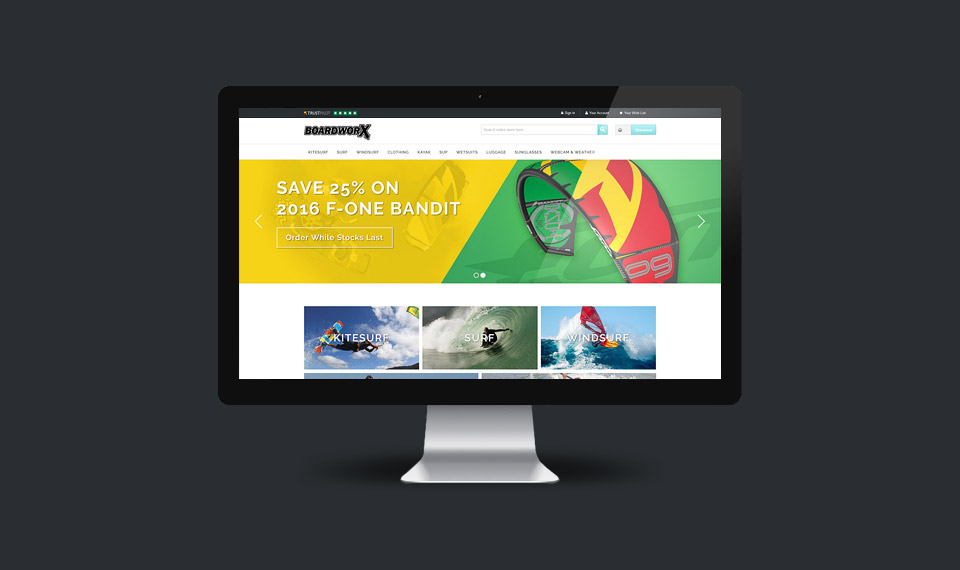 TRUSTPILOT
Sign In Your Account Your Wish List
BOARDWORX
Search entire store here...
KITESURF SURF WINDSURF CLOTHING KAYAK SUP WETSUITS LUGGAGE SUNGLASSES WEBCAM & WEATHER
SAVE 25% ON
2016 F-ONE BANDIT
Order While Stocks Last
09
KITESURF SURF WINDSURF